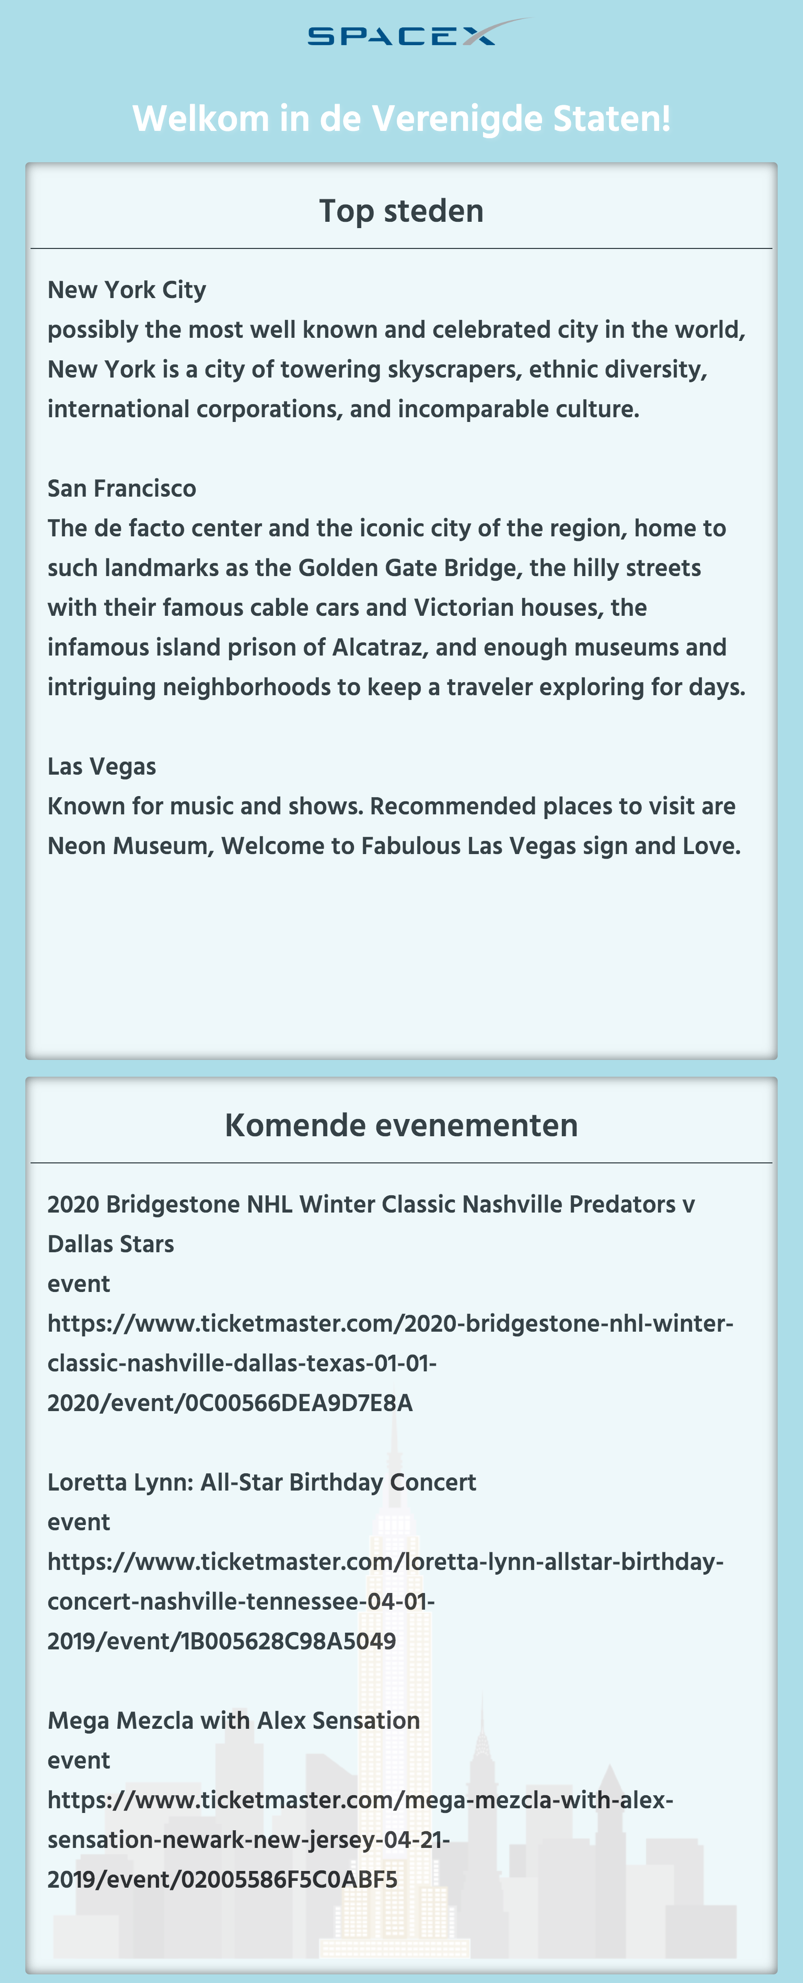 SPACEX
Welkom in de Verenigde Staten!
Top steden
New York City
possibly the most well known and celebrated city in the world,
New York is a city of towering skyscrapers, ethnic diversity,
international corporations, and incomparable culture.
San Francisco
The de facto center and the iconic city of the region, home to
such landmarks as the Golden Gate Bridge, the hilly streets
with their famous cable cars and Victorian houses, the
infamous island prison of Alcatraz, and enough museums and
intriguing neighborhoods to keep a traveler exploring for days.
Las Vegas
Known for music and shows. Recommended places to visit are
Neon Museum, Welcome to Fabulous Las Vegas sign and Love.
Komende evenementen
2020 Bridgestone NHL Winter Classic Nashville Predators v
Dallas Stars
event
https://www.ticketmaster.com/2020-bridgestone-nhl-winter-
classic-nashville-dallas-texas-01-01-
2020/event/0C00566DEA9D7E8A
Loretta Lynn: All-Star Birthday Concert
event
https://www.ticketmaster.com/loretta-lynn-allstar-birthday-
concert-nashville-tennessee-04-01-
2019/event/1B005628C98A5049
Mega Mezcla with Alex Sensation
event
https://www.ticketmaster.com/mega-mezcla-with-alex-
sensation-newark-new-jersey-04-21-
2019/event/02005586F5C0ABF5